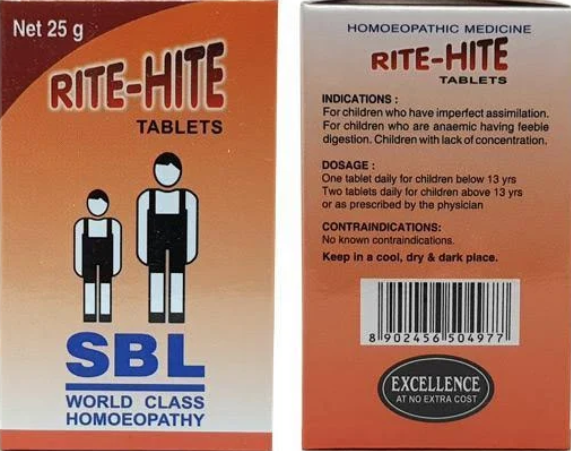 Net 25 g
RITE-HITE
TABLETS
SBL
WORLD CLASS
HOMOEOPATHY
HOMOEOPATHIC MEDICINE
RITE-HITE
TABLETS
INDICATIONS :
For children who have imperfect assimilation.
For children who are anaemic having feeble
digestion. Children with lack of concentration.
DOSAGE :
One tablet daily for children below 13 yrs
Two tablets daily for children above 13 yrs
or as prescribed by the physician
CONTRAINDICATIONS:
No known contraindications.
Keep in a cool, dry & dark place.
8 902456 504977
EXCELLENCE
AT NO EXTRA COST